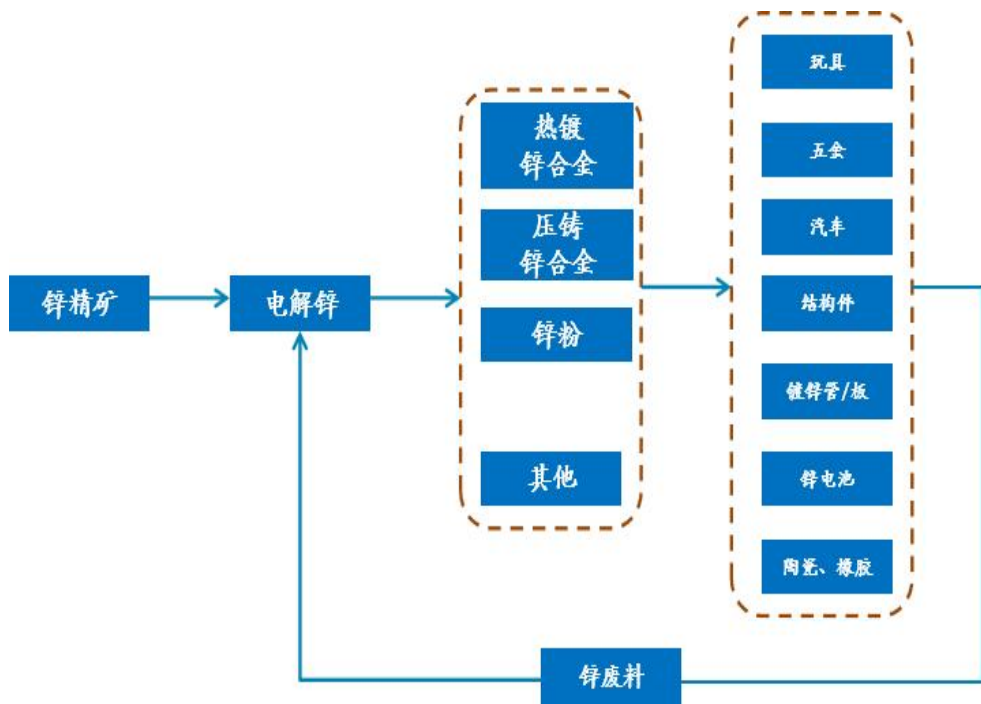 锌精矿
电解锌
热镀
锌合金
压铸
锌合金
锌粉
其他
玩具
五金
汽车
结构件
镀锌管/板
锌电池
陶瓷、橡胶
锌废料